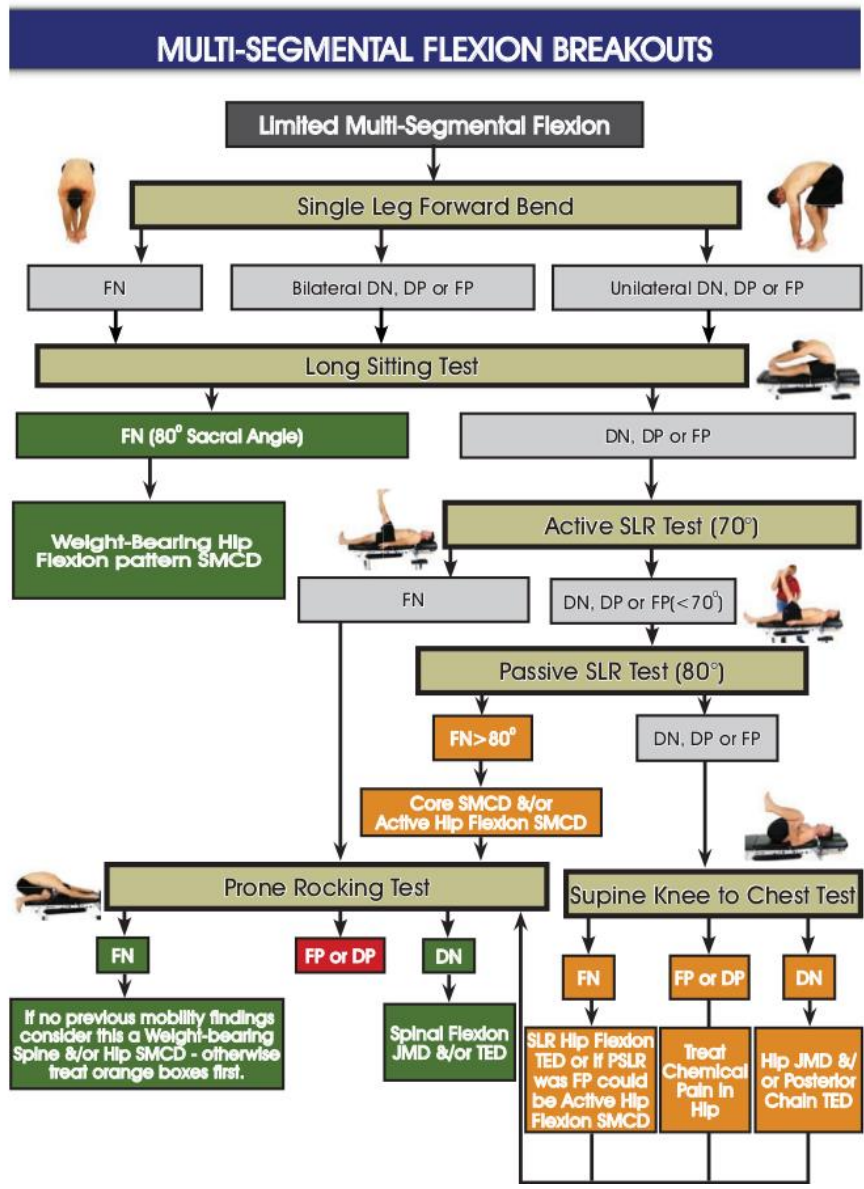 MULTI-SEGMENTAL FLEXION BREAKOUTS
Limited Multi-Segmental Flexion
Single Leg Forward Bend
FN
Bilateral DN, DP or FP
Unilateral DN, DP or FP
Long Sitting Test
FN (80⁰ Sacral Angle)
DN, DP or FP
Weight-Bearing Hip
Flexion pattern SMCD
Active SLR Test (70°)
FN
DN, DP or FP(<70⁰)
Passive SLR Test (80°)
FN>80⁰
DN, DP or FP
Core SMCD &/or
Active Hip Flexion SMCD
Prone Rocking Test
Supine Knee to Chest Test
FN
FP or DP
DN
FN
FP or DP
DN
If no previous mobility findings
consider this a Weight-bearing
Spine &/or Hip SMCD - otherwise
treat orange boxes first.
Spinal Flexion
JMD &/or TED
SLR Hip Flexion
TED or if PSLR
was FP could
be Active Hip
Flexion SMCD
Treat
Chemical
Pain in
Hip
Hip JMD &/
or Posterior
Chain TED